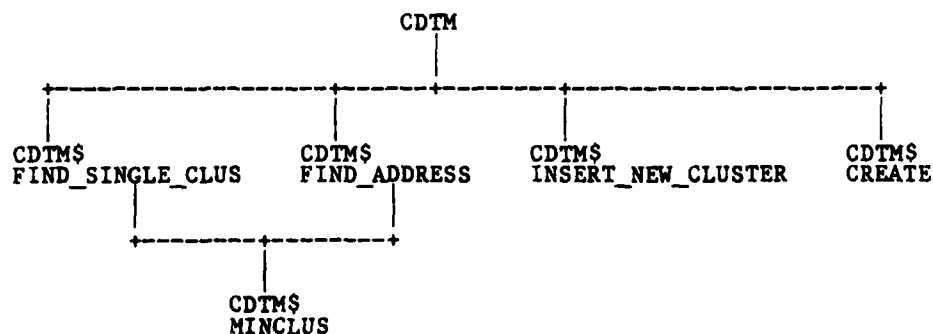 CDTM
CDTM$ CDTM$ CDTM$ CDTM$
FIND_SINGLE_CLUS FIND_ADDRESS INSERT_NEW_CLUSTER CREATE
CDTM$
MINCLUS